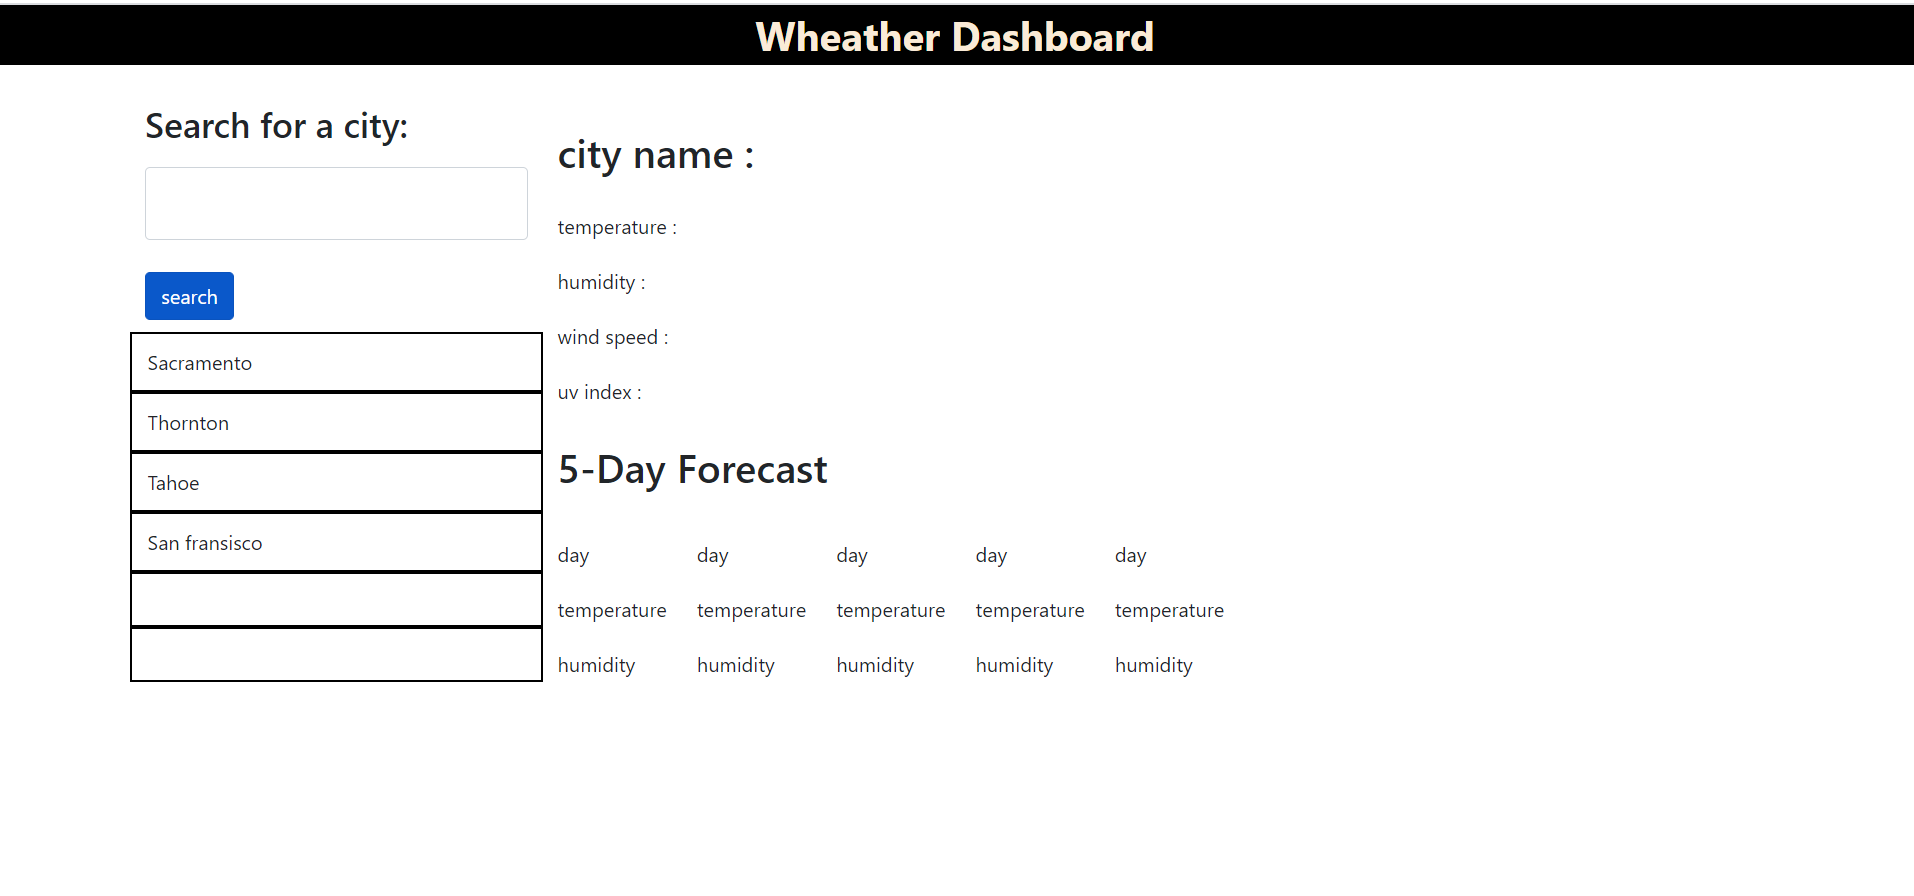 Wheather Dashboard
Search for a city:
search
Sacramento
Thornton
Tahoe
San fransisco
city name :
temperature :
humidity :
wind speed :
uv index :
5-Day Forecast
day day day day day
temperature temperature temperature temperature temperature
humidity humidity humidity humidity humidity